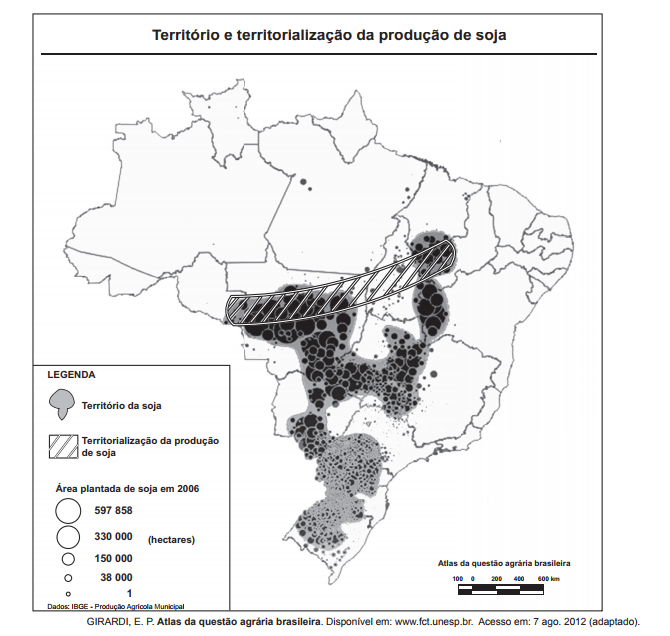 Território e territorialização da produção de soja
LEGENDA
Território da soja
Territorialização da produção
de soja
Área plantada de soja em 2006
597 858
330 000
(hectares)
150 000
38 000
1
Dados: IBGE - Produção Agrícola Municipal
Atlas da questão agrária brasileira
100 0 200 400 600 km
GIRARDI, E. P. Atlas da questão agrária brasileira. Disponível em: www.fct.unesp.br. Acesso em: 7 ago. 2012 (adaptado).